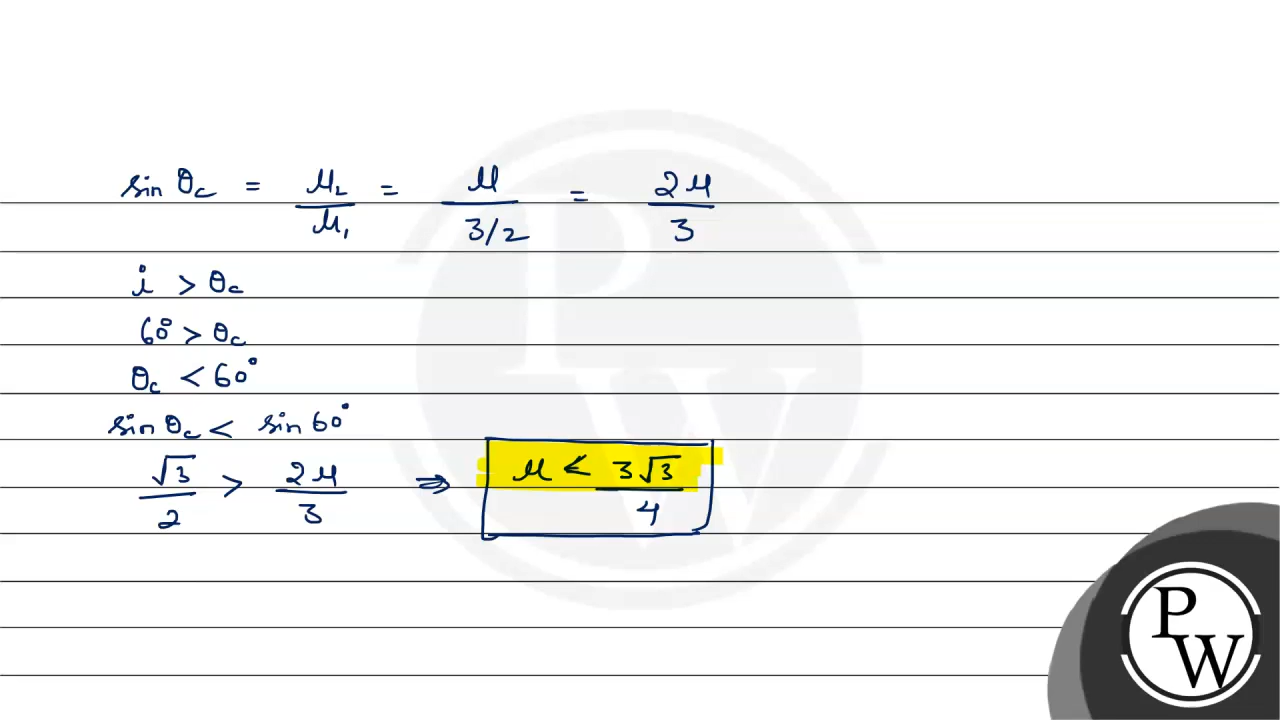 sin θc = μ2/μ1 = μ/3/2 = 2μ/3
i > θc
60° > θc
θc < 60°
sin θc < sin 60°
√3/2 > 2μ/3 ⇒ μ < 3√3/4
P
W
P
W